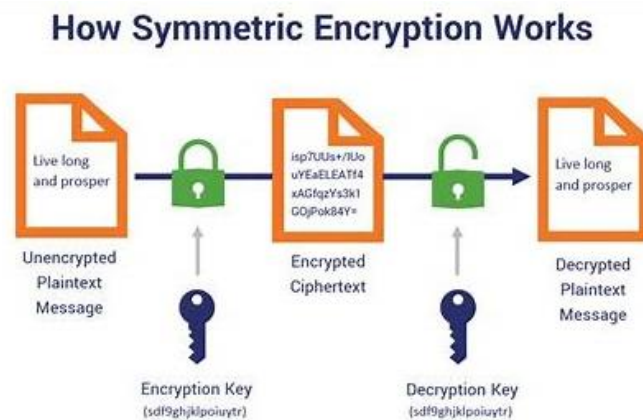 How Symmetric Encryption Works
Live long
and prosper
isp7UUs+/IUo
uYEaELEATf4
xAGfqzYs3k1
GOjPok84Y=
Live long
and prosper
Unencrypted
Plaintext
Message
Encrypted
Ciphertext
Decrypted
Plaintext
Message
Encryption Key
(sdf9ghjklpoiuytr)
Decryption Key
(sdf9ghjklpoiuytr)